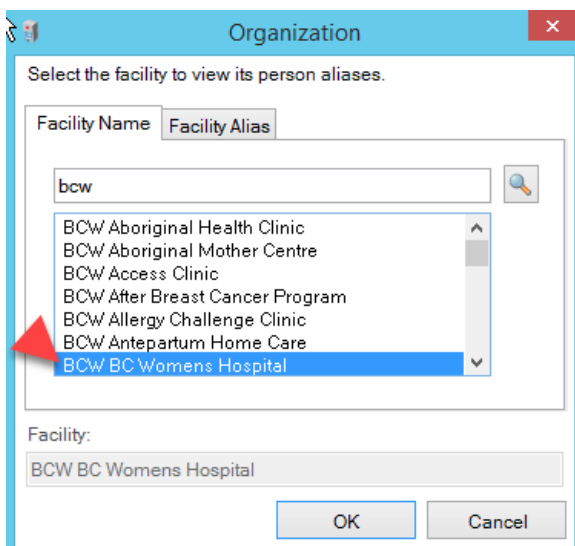 Organization
Select the facility to view its person aliases.
Facility Name Facility Alias
bcw
BCW Aboriginal Health Clinic
BCW Aboriginal Mother Centre
BCW Access Clinic
BCW After Breast Cancer Program
BCW Allergy Challenge Clinic
BCW Antepartum Home Care
BCW BC Womens Hospital
Facility:
BCW BC Womens Hospital
OK Cancel